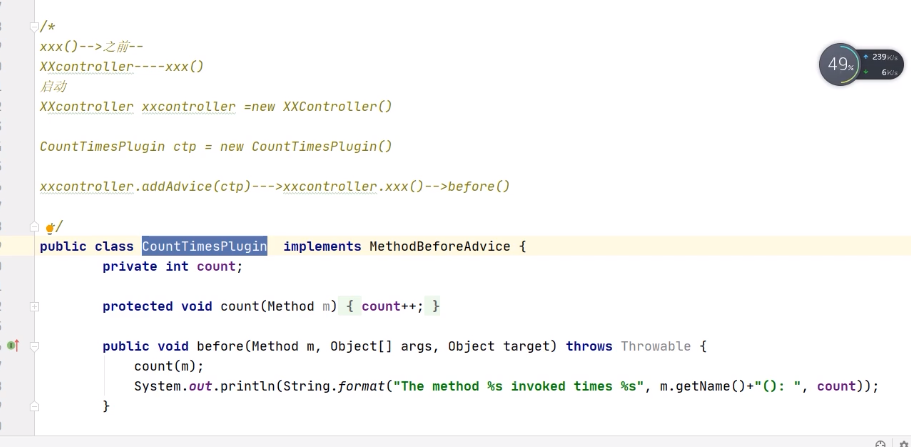 /*
xxx()-->之前--
XXcontroller----xxx()
启动
XXcontroller xxcontroller =new XXController()
CountTimesPlugin ctp = new CountTimesPlugin()
xxcontroller.addAdvice(ctp)--->xxcontroller.xxx()-->before()
*/
public class CountTimesPlugin  implements MethodBeforeAdvice {
private int count;
protected void count(Method m) { count++; }
public void before(Method m, Object[] args, Object target) throws Throwable {
count(m);
System.out.println(String.format("The method %s invoked times %s", m.getName()+"(): ", count));
}
49%
239K/s
6K/s